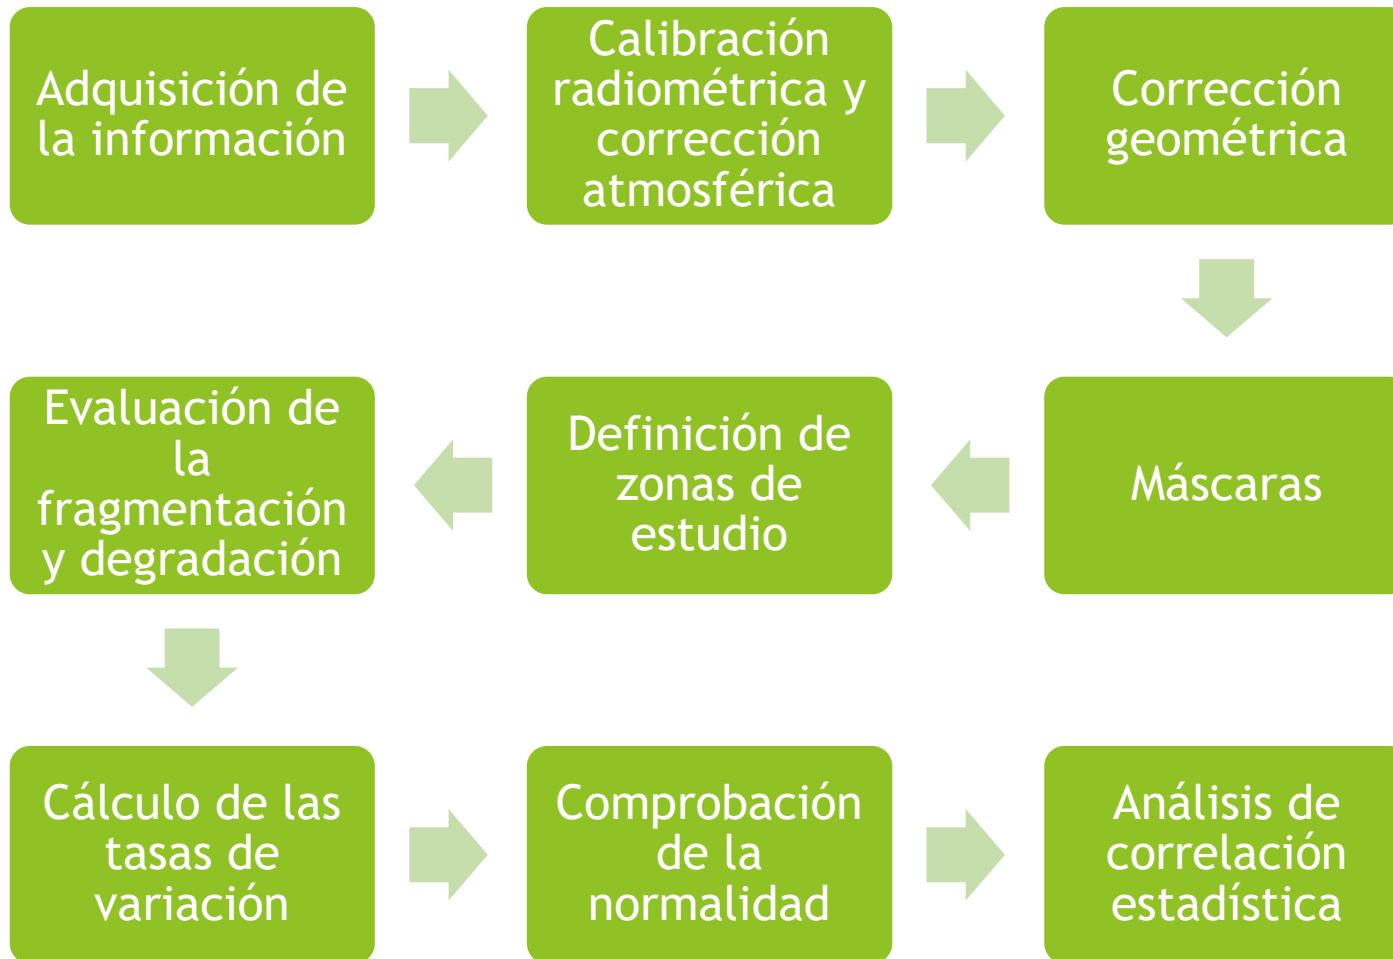 Adquisición de
la información
Calibración
radiométrica y
corrección
atmosférica
Corrección
geométrica
Máscaras
Definición de
zonas de
estudio
Evaluación de
la
fragmentación
y degradación
Cálculo de las
tasas de
variación
Comprobación
de la
normalidad
Análisis de
correlación
estadística